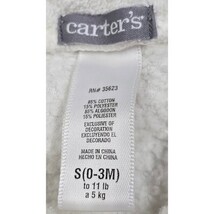 carter's
RN# 35623
85% COTTON
15% POLYESTER
85% ALGODON
15% POLIESTER
EXCLUSIVE OF
DECORATION
EXCLUYENDO EL
DECORADO
MADE IN CHINA
HECHO EN CHINA
S(0-3M)
to 11 lb
a 5 kg